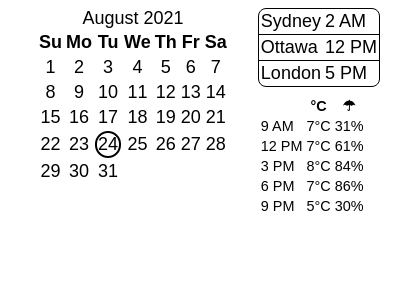 August 2021
Su Mo Tu We Th Fr Sa
1 2 3 4 5 6 7
8 9 10 11 12 13 14
15 16 17 18 19 20 21
22 23 24 25 26 27 28
29 30 31
Sydney 2 AM
Ottawa 12 PM
London 5 PM
°C ☂
9 AM 7°C 31%
12 PM 7°C 61%
3 PM 8°C 84%
6 PM 7°C 86%
9 PM 5°C 30%